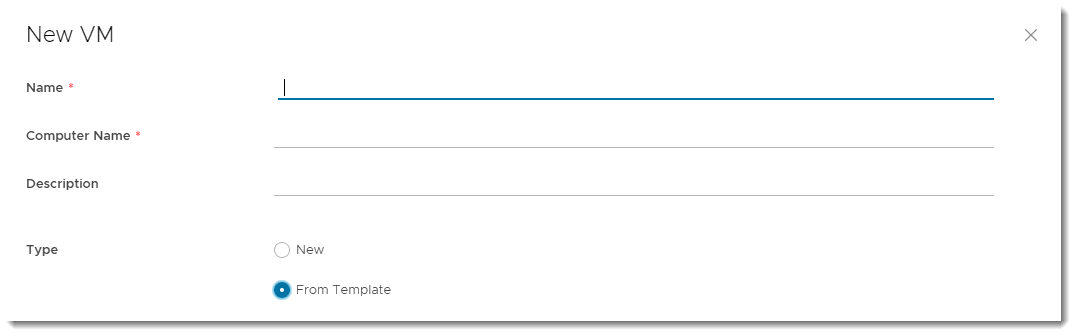 New VM
Name *
Computer Name *
Description
Type
New
From Template